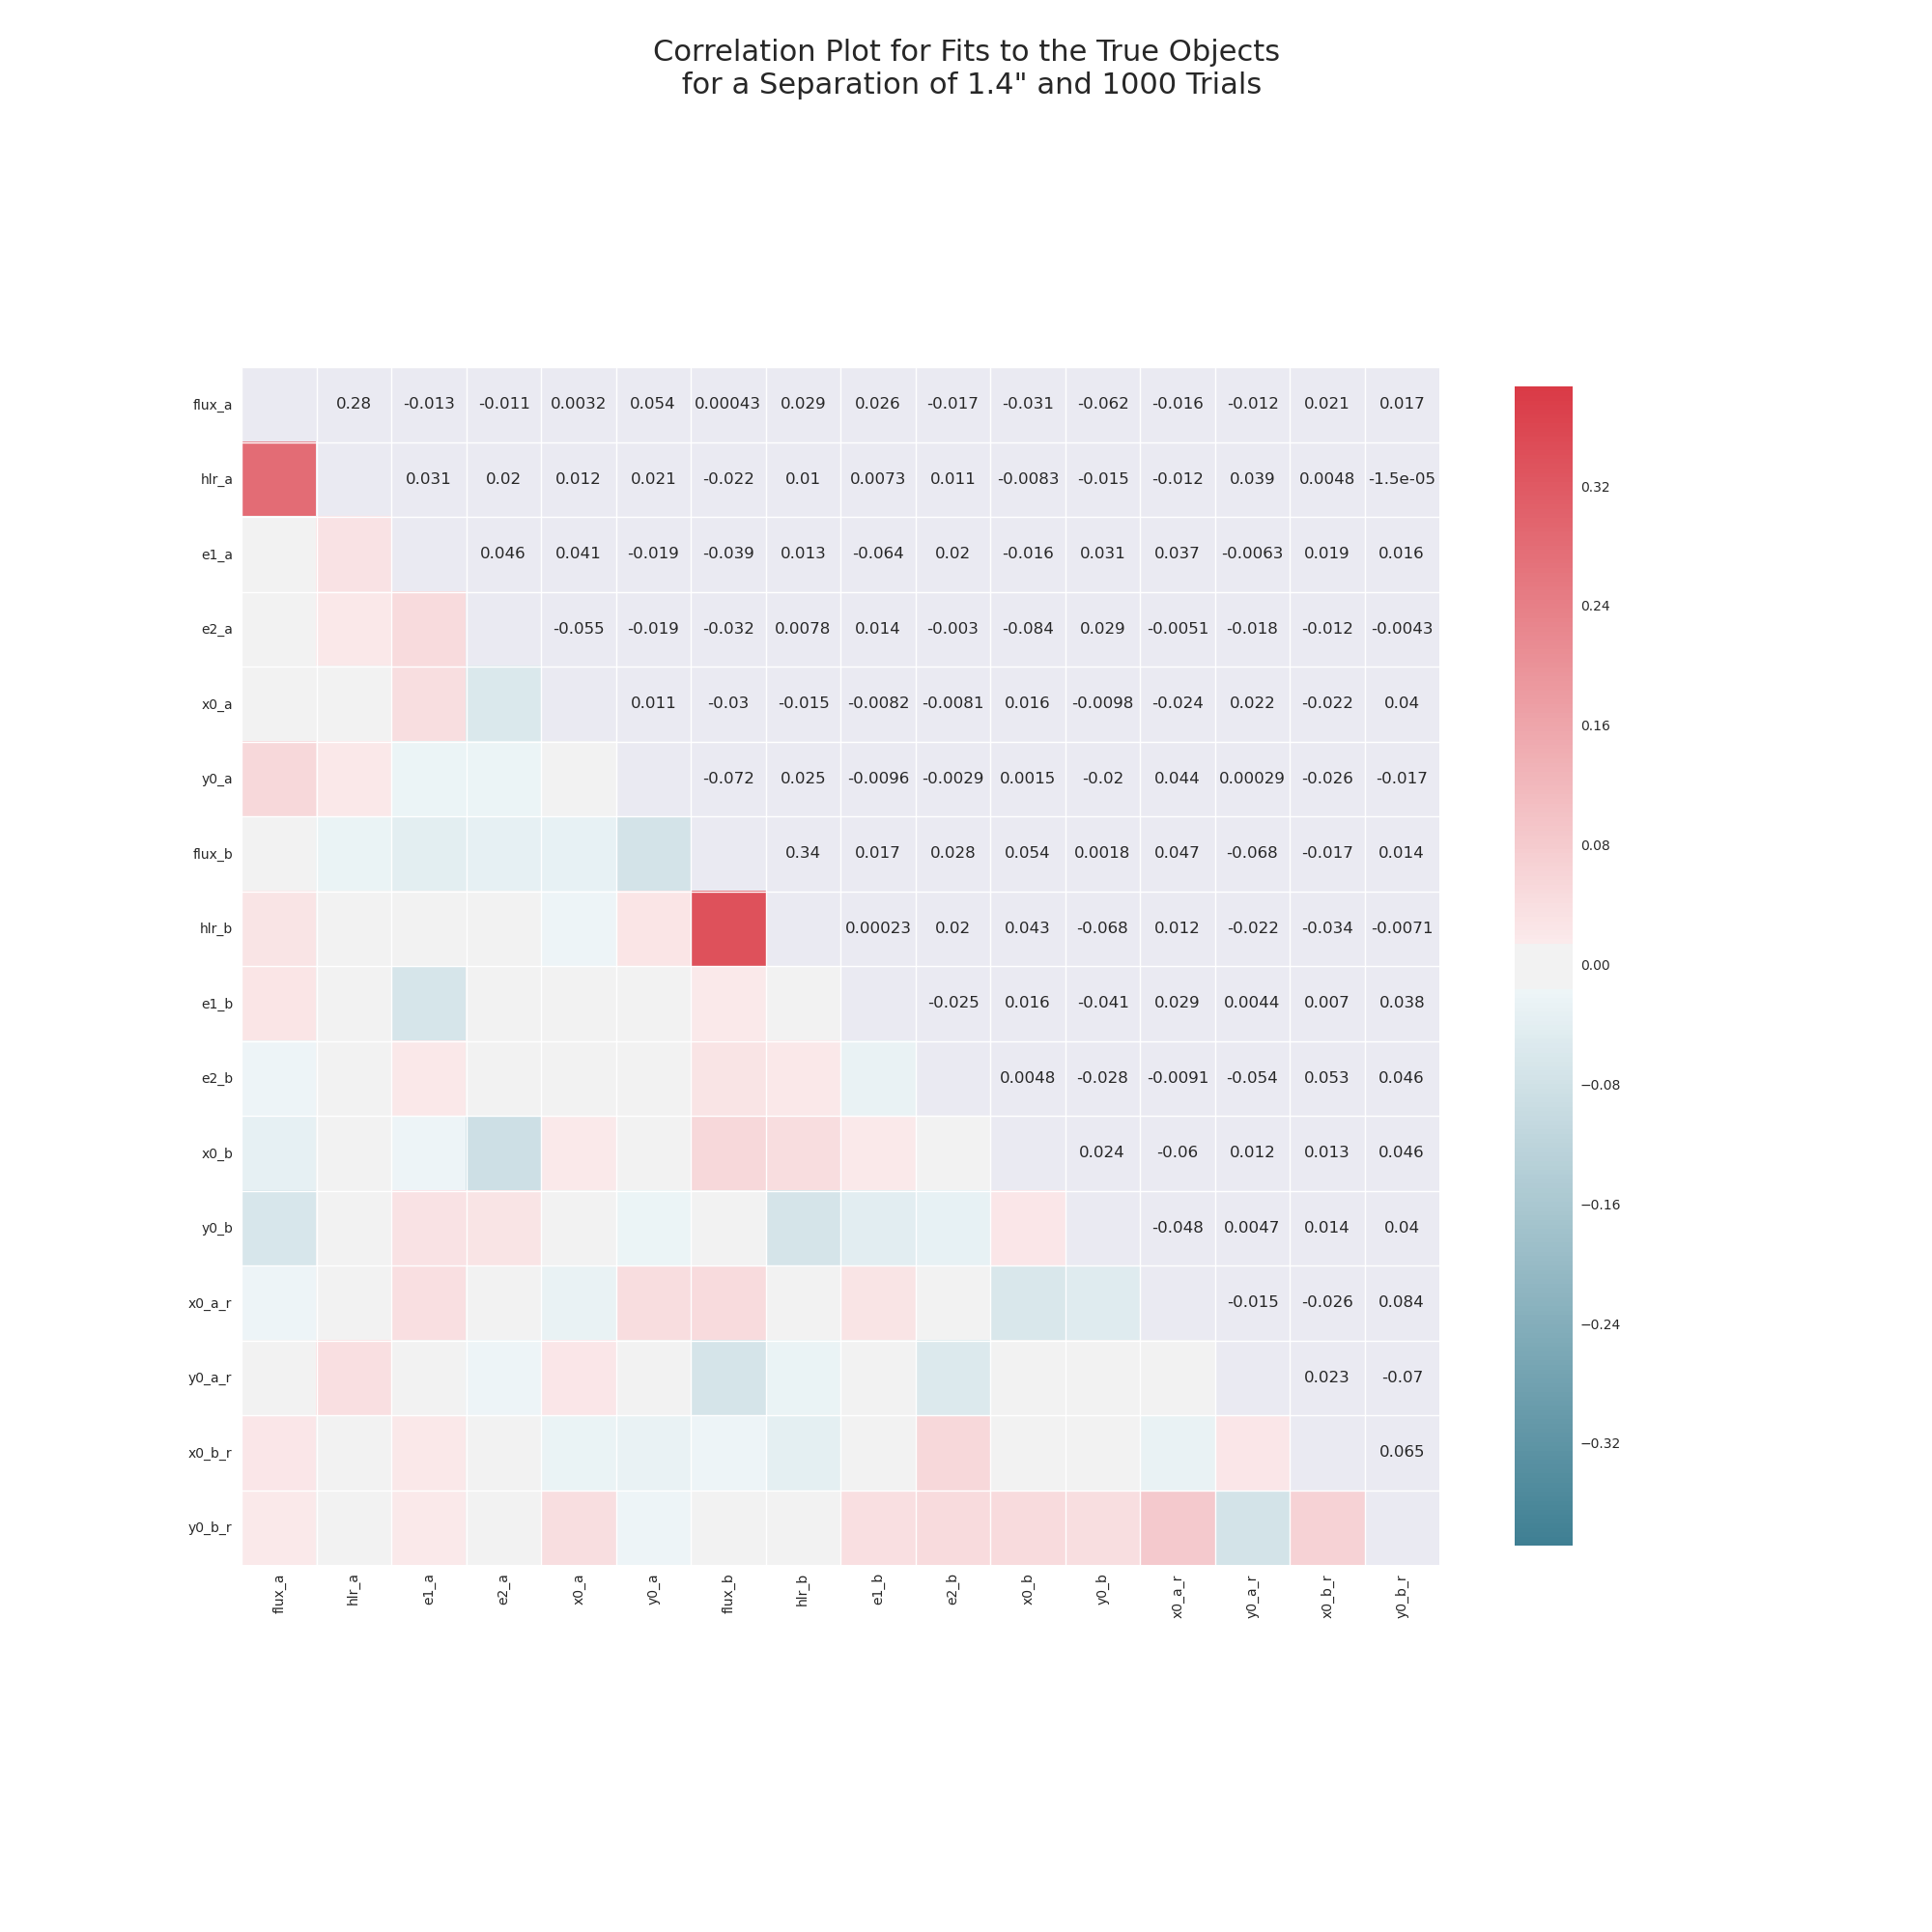 Correlation Plot for Fits to the True Objects
for a Separation of 1.4" and 1000 Trials
flux_a 0.28 -0.013 -0.011 0.0032 0.054 0.00043 0.029 0.026 -0.017 -0.031 -0.062 -0.016 -0.012 0.021 0.017
hlr_a 0.031 0.02 0.012 0.021 -0.022 0.01 0.0073 0.011 -0.0083 -0.015 -0.012 0.039 0.0048 -1.5e-05
e1_a 0.046 0.041 -0.019 -0.039 0.013 -0.064 0.02 -0.016 0.031 0.037 -0.0063 0.019 0.016
e2_a -0.055 -0.019 -0.032 0.0078 0.014 -0.003 -0.084 0.029 -0.0051 -0.018 -0.012 -0.0043
x0_a 0.011 -0.03 -0.015 -0.0082 -0.0081 0.016 -0.0098 -0.024 0.022 -0.022 0.04
y0_a -0.072 0.025 -0.0096 -0.0029 0.0015 -0.02 0.044 0.00029 -0.026 -0.017
flux_b 0.34 0.017 0.028 0.054 0.0018 0.047 -0.068 -0.017 0.014
hlr_b 0.00023 0.02 0.043 -0.068 0.012 -0.022 -0.034 -0.0071
e1_b -0.025 0.016 -0.041 0.029 0.0044 0.007 0.038
e2_b 0.0048 -0.028 -0.0091 -0.054 0.053 0.046
x0_b 0.024 -0.06 0.012 0.013 0.046
y0_b -0.048 0.0047 0.014 0.04
x0_a_r -0.015 -0.026 0.084
y0_a_r 0.023 -0.07
x0_b_r 0.065
y0_b_r
flux_a hlr_a e1_a e2_a x0_a y0_a flux_b hlr_b e1_b e2_b x0_b y0_b x0_a_r y0_a_r x0_b_r y0_b_r
0.32
0.24
0.16
0.08
0.00
−0.08
−0.16
−0.24
−0.32